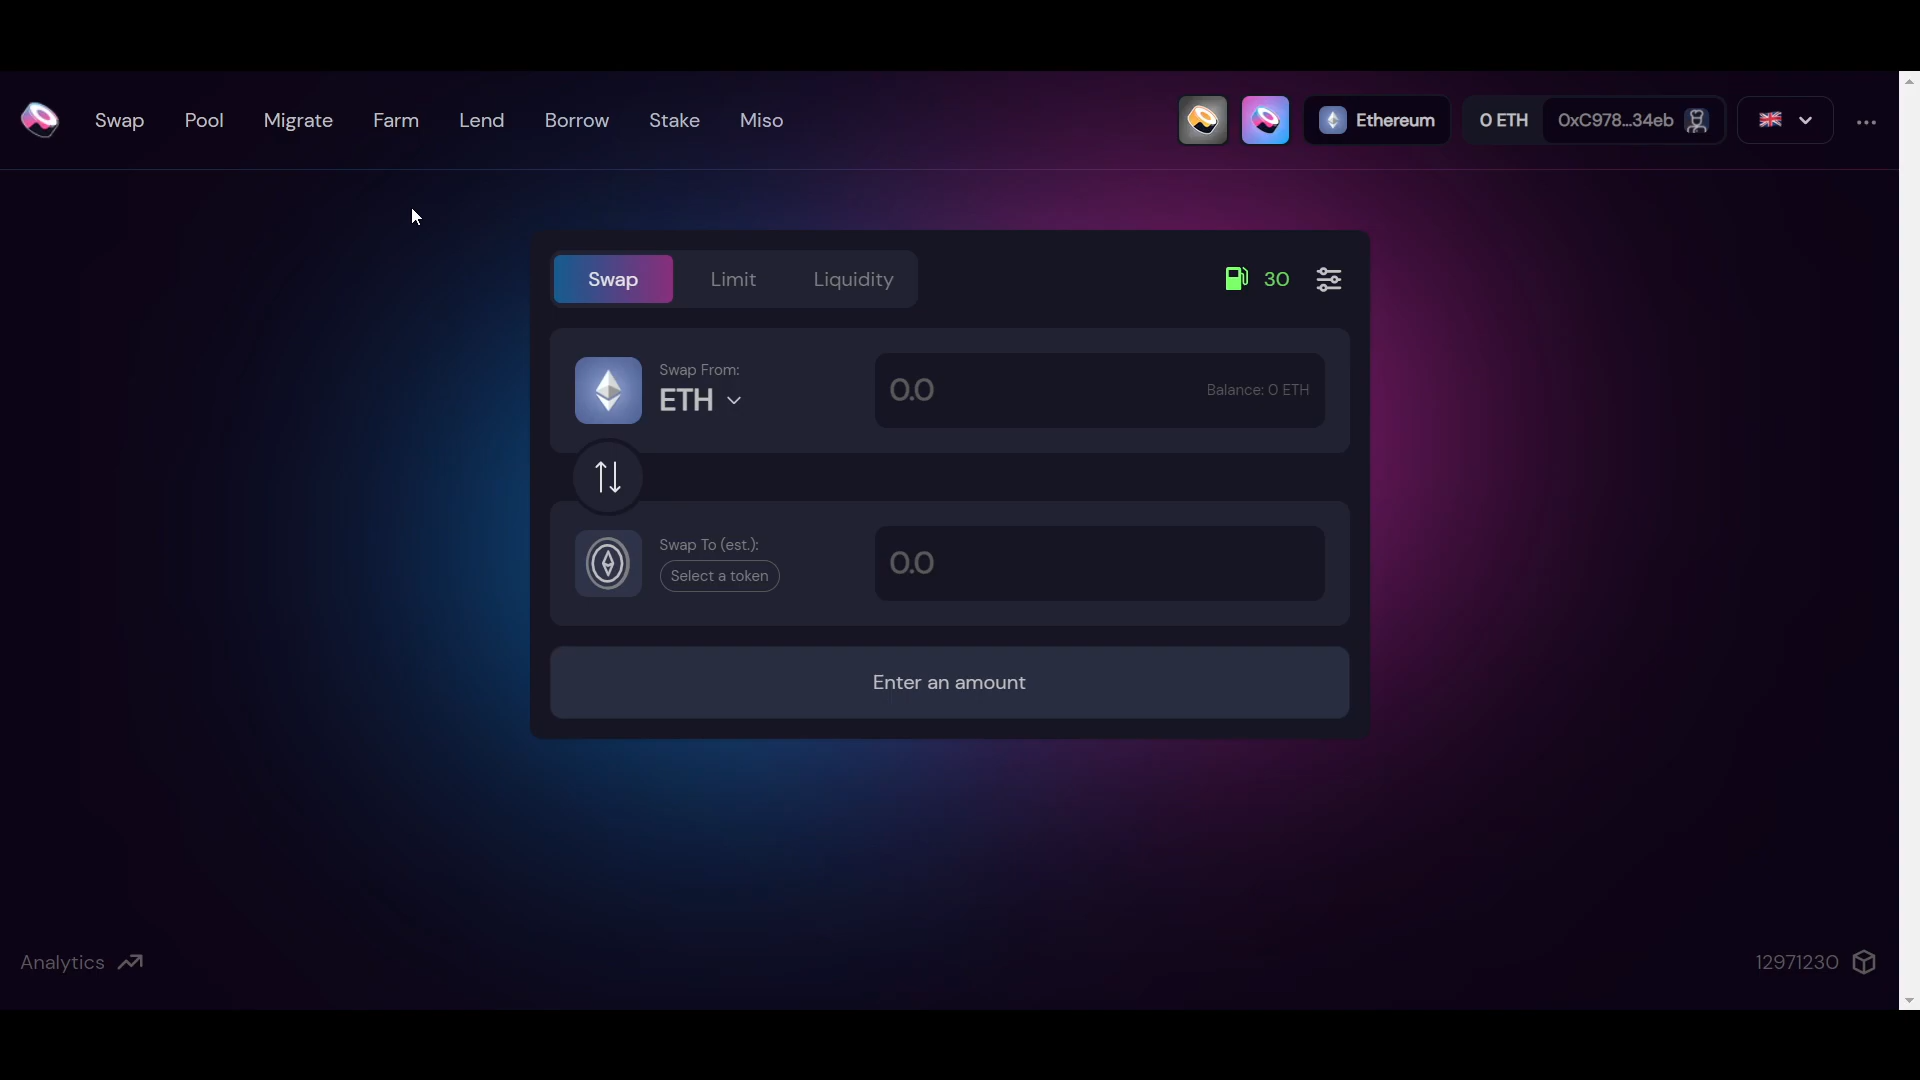 Swap Pool Migrate Farm Lend Borrow Stake Miso Ethereum 0 ETH 0xC978...34eb
Swap Limit Liquidity 30
Swap From:
ETH
0.0 Balance: 0 ETH
Swap To (est.):
Select a token
0.0
Enter an amount
Analytics 12971230